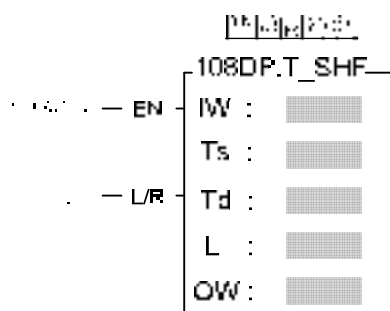 108DP.T_SHF
EN IW :
Ts :
L/R Td :
L :
OW :